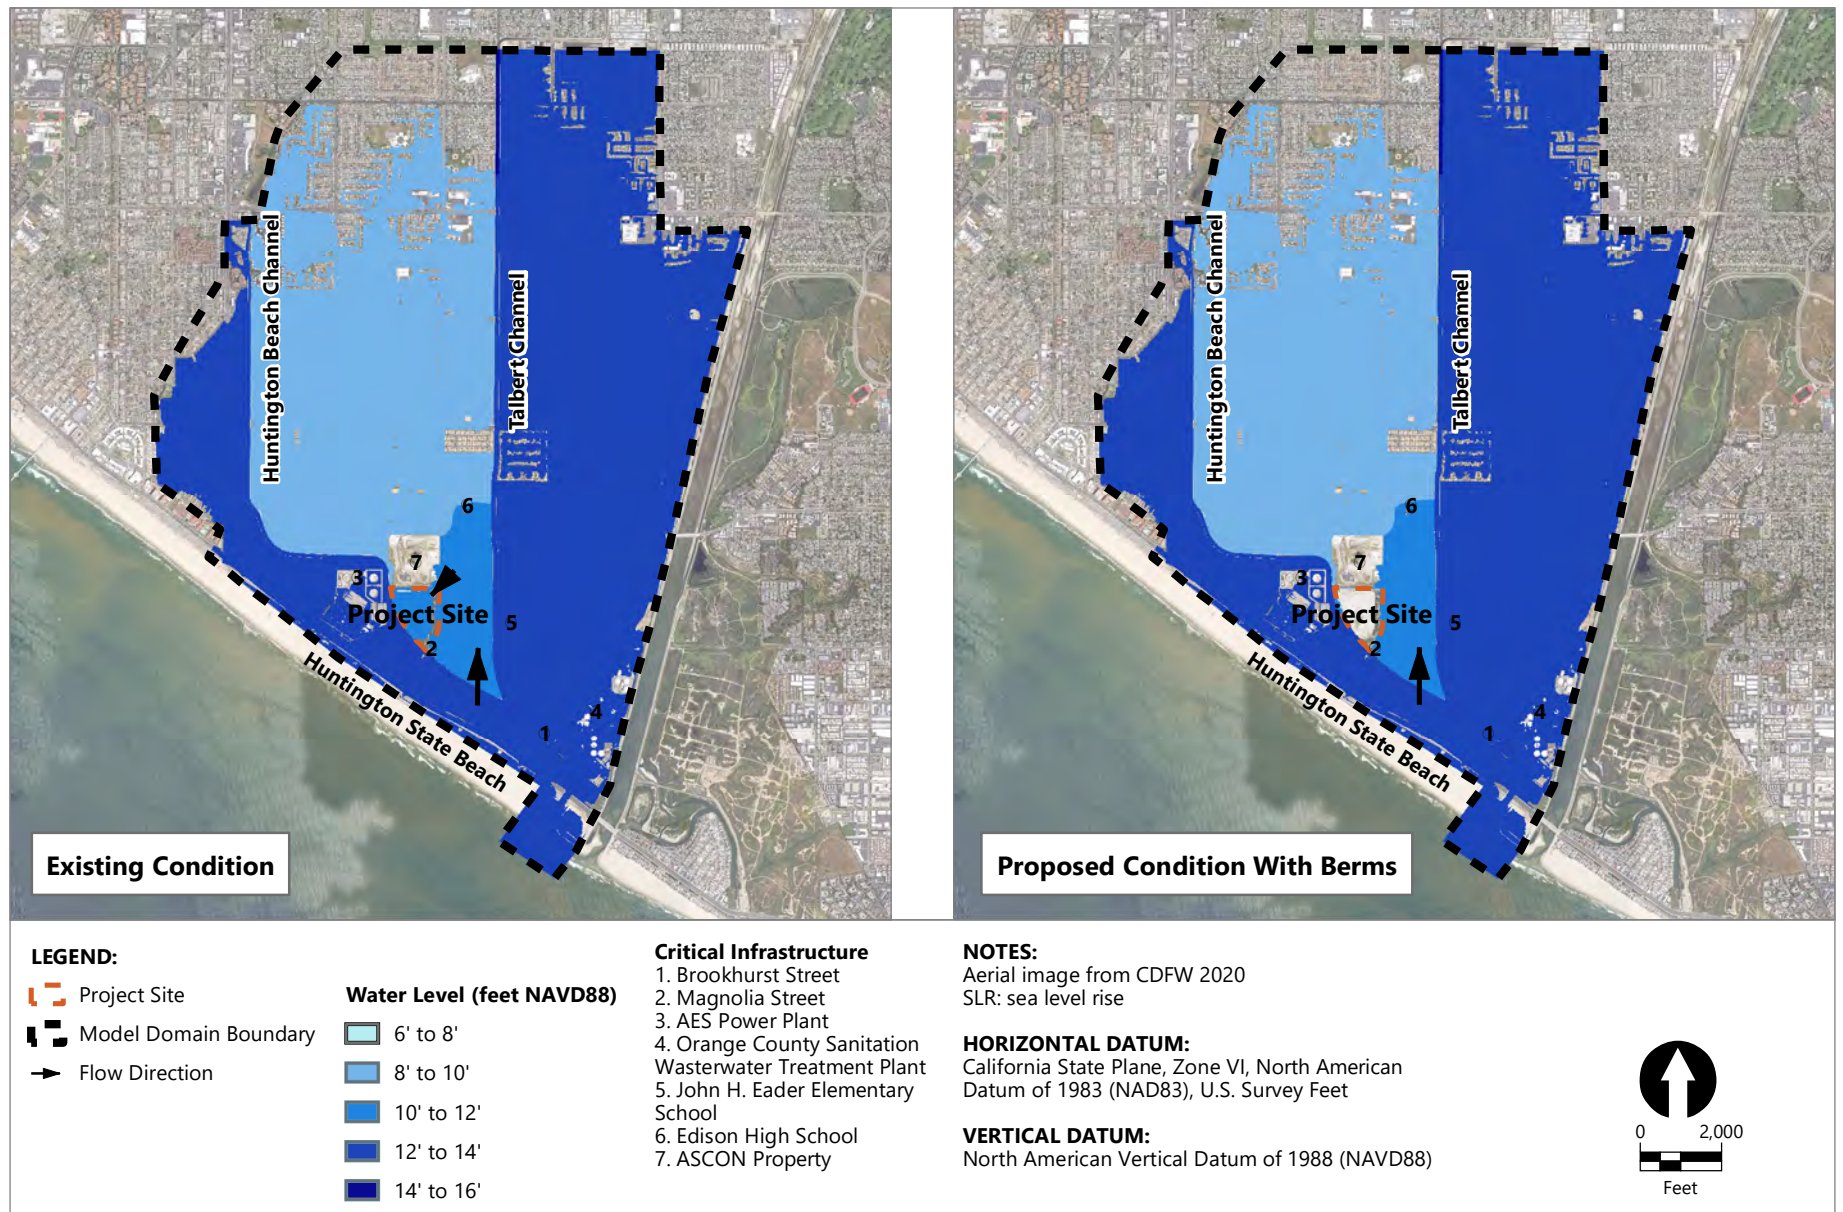 Huntington Beach Channel
Talbert Channel
6
7
3
Project Site
5
2
Huntington State Beach
4
1
Existing Condition
Huntington Beach Channel
Talbert Channel
6
7
3
Project Site
5
2
Huntington State Beach
4
1
Proposed Condition With Berms
LEGEND:
Project Site
Model Domain Boundary
Flow Direction
Water Level (feet NAVD88)
6' to 8'
8' to 10'
10' to 12'
12' to 14'
14' to 16'
Critical Infrastructure
1. Brookhurst Street
2. Magnolia Street
3. AES Power Plant
4. Orange County Sanitation
Wasterwater Treatment Plant
5. John H. Eader Elementary
School
6. Edison High School
7. ASCON Property
NOTES:
Aerial image from CDFW 2020
SLR: sea level rise
HORIZONTAL DATUM:
California State Plane, Zone VI, North American
Datum of 1983 (NAD83), U.S. Survey Feet
VERTICAL DATUM:
North American Vertical Datum of 1988 (NAVD88)
0 2,000
Feet